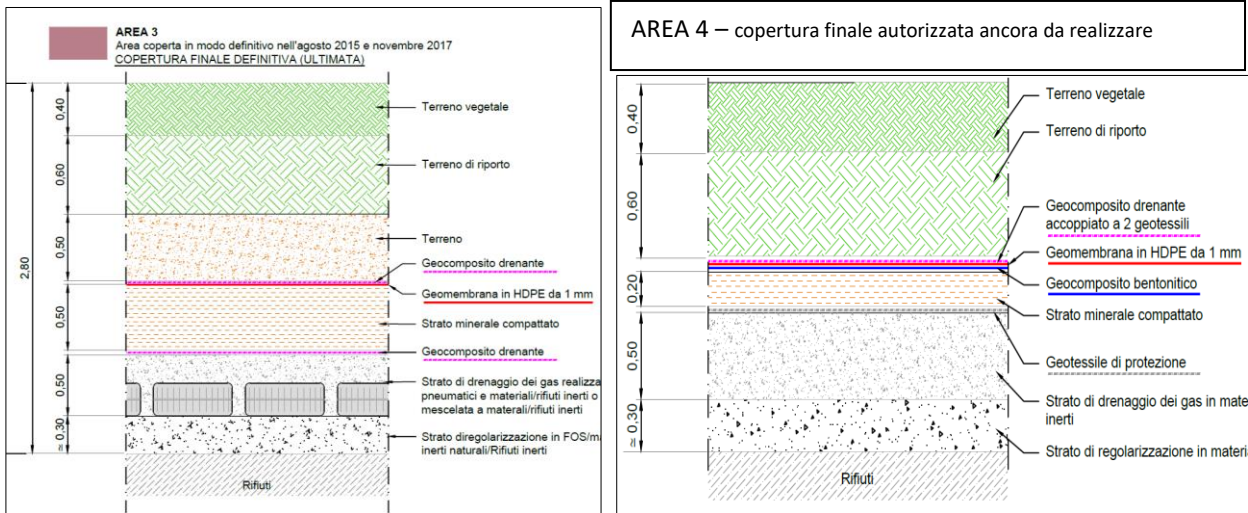 AREA 3
Area coperta in modo definitivo nell'agosto 2015 e novembre 2017
COPERTURA FINALE DEFINITIVA (ULTIMATA)
2,80
0,40
0,60
0,50
0,50
0,50
≈ 0,30
Terreno vegetale
Terreno di riporto
Terreno
Geocomposito drenante
Geomembrana in HDPE da 1 mm
Strato minerale compattato
Geocomposito drenante
Strato di drenaggio dei gas realizza
pneumatici e materiali/rifiuti inerti o
mescelata a materali/rifiuti inerti
Strato diregolarizzazione in FOS/m
inerti naturali/Rifiuti inerti
Rifiuti
AREA 4 – copertura finale autorizzata ancora da realizzare
0.40
0.60
0.20
0.50
≈ 0.30
Terreno vegetale
Terreno di riporto
Geocomposito drenante
accoppiato a 2 geotessili
Geomembrana in HDPE da 1 mm
Geocomposito bentonitico
Strato minerale compattato
Geotessile di protezione
Strato di drenaggio dei gas in mate
inerti
Strato di regolarizzazione in materia
Rifiuti